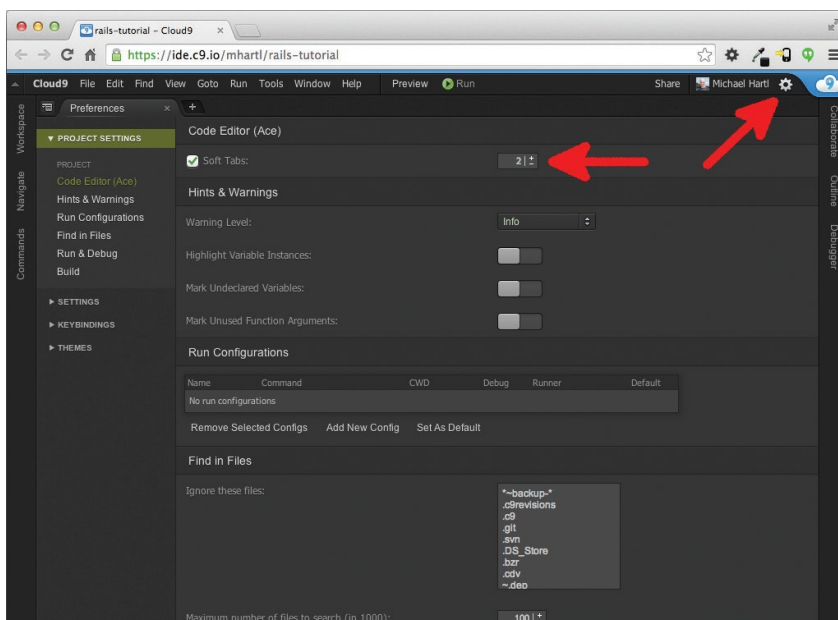 rails-tutorial - Cloud9
https://ide.c9.io/mhartl/rails-tutorial
Cloud9 File Edit Find View Goto Run Tools Window Help Preview Run Share Michael Hartl
Workspace
Navigate
Commands
Preferences
PROJECT SETTINGS
PROJECT
Code Editor (Ace)
Hints & Warnings
Run Configurations
Find in Files
Run & Debug
Build
SETTINGS
KEYBINDINGS
THEMES
Code Editor (Ace)
Soft Tabs: 2
Hints & Warnings
Warning Level: Info
Highlight Variable Instances:
Mark Undeclared Variables:
Mark Unused Function Arguments:
Run Configurations
Name Command CWD Debug Runner Default
No run configurations
Remove Selected Configs Add New Config Set As Default
Find in Files
Ignore these files:
*~backup-*
.c9revisions
.c9
.git
.svn
.DS_Store
.bzr
.cdv
~.dep
Maximum number of files to search (in 1000): 100
Collaborate
Outline
Debugger